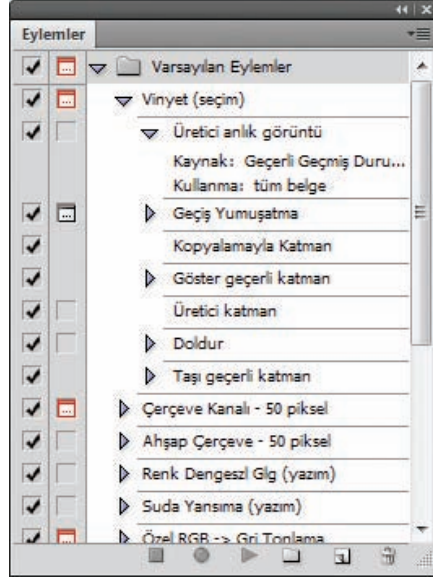 Eylemler
Varsayılan Eylemler
Vinyet (seçim)
Üretici anlık görüntü
Kaynak: Geçerli Geçmiş Duru...
Kullanma: tüm belge
Geçiş Yumuşatma
Kopyalamayla Katman
Göster geçerli katman
Üretici katman
Doldur
Taşı geçerli katman
Çerçeve Kanalı - 50 piksel
Ahşap Çerçeve - 50 piksel
Renk Dengeszl Glg (yazım)
Suda Yansıma (yazım)
Özel RGB -> Gri Tonlama